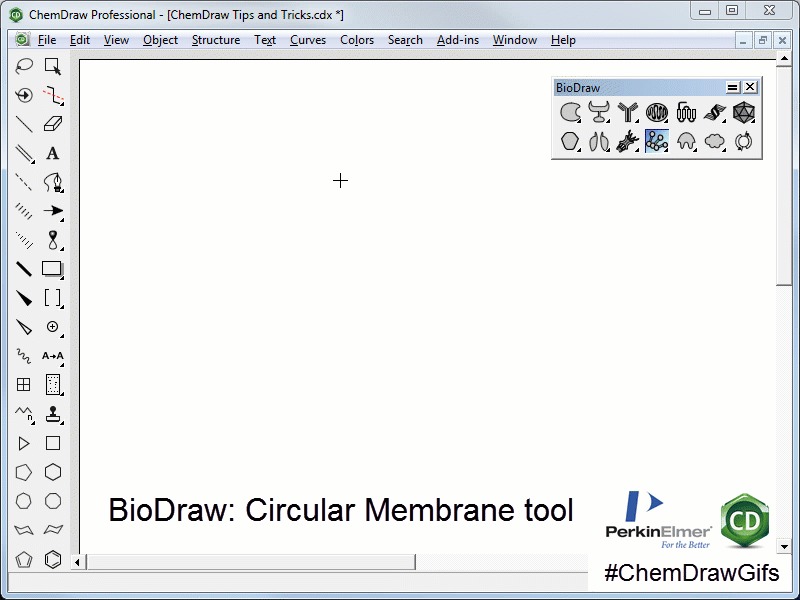 ChemDraw Professional - [ChemDraw Tips and Tricks.cdx *]
File Edit View Object Structure Text Curves Colors Search Add-ins Window Help
BioDraw
A
A→A
n
BioDraw: Circular Membrane tool
PerkinElmer
For the Better
CD
#ChemDrawGifs